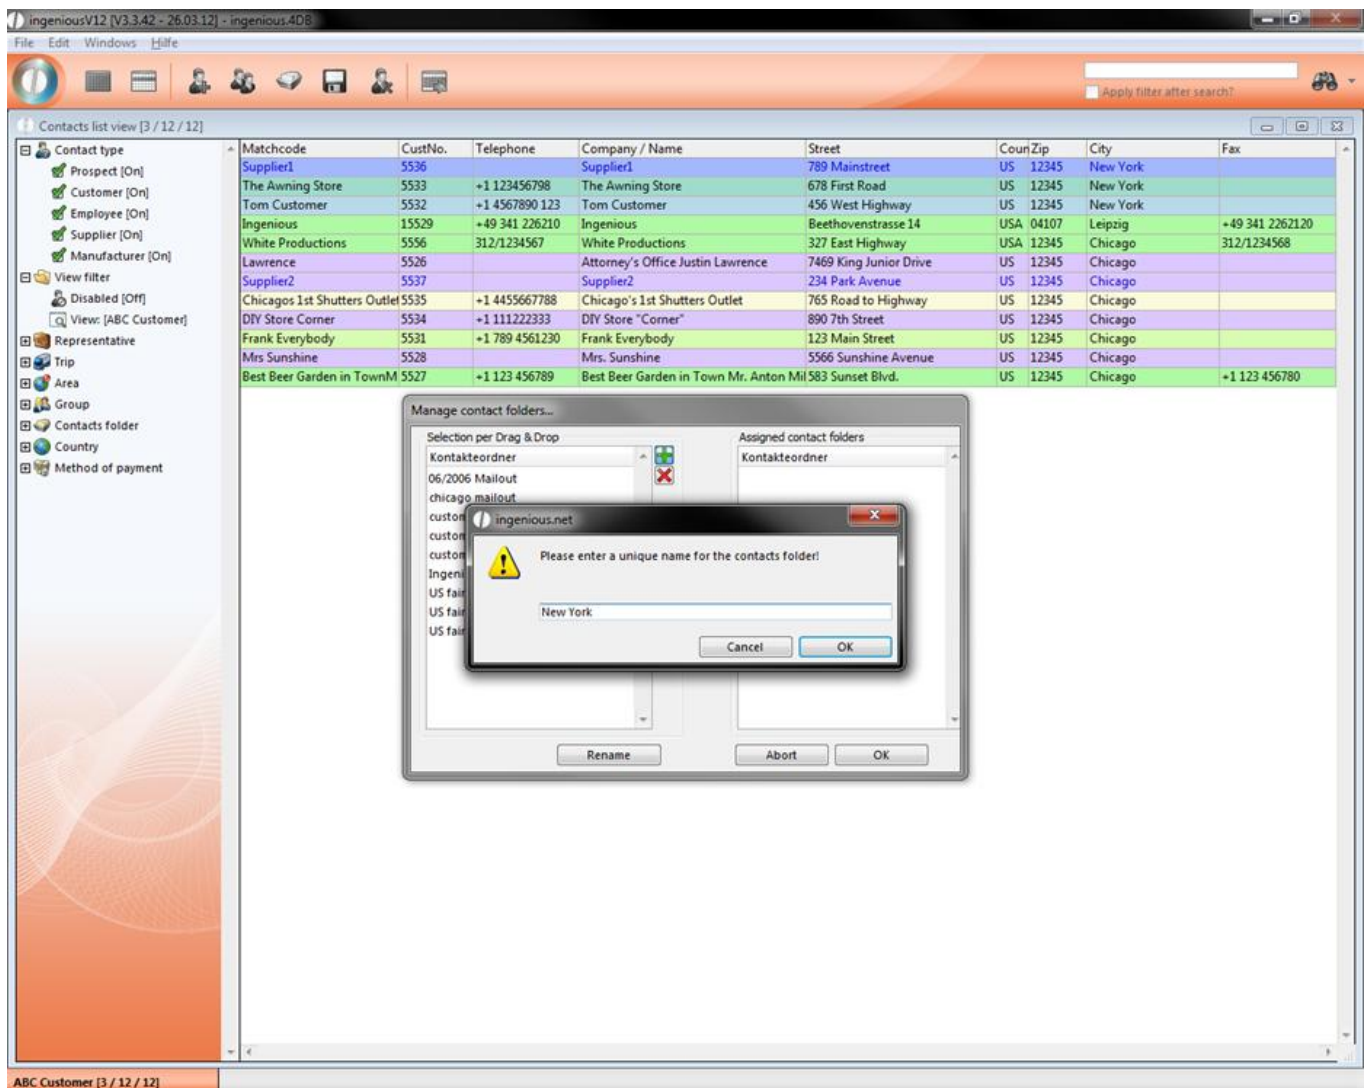 ingeniousV12 [V3.3.42 - 26.03.12] - ingenious.4DB
File Edit Windows Hilfe
Apply filter after search?
Contacts list view [3 / 12 / 12]
Contact type
Prospect [On]
Customer [On]
Employee [On]
Supplier [On]
Manufacturer [On]
View filter
Disabled [Off]
View: [ABC Customer]
Representative
Trip
Area
Group
Contacts folder
Country
Method of payment
Matchcode CustNo. Telephone Company / Name Street Coun Zip City Fax
Supplier1 5536 Supplier1 789 Mainstreet US 12345 New York
The Awning Store 5533 +1 123456798 The Awning Store 678 First Road US 12345 New York
Tom Customer 5532 +1 4567890 123 Tom Customer 456 West Highway US 12345 New York
Ingenious 15529 +49 341 226210 Ingenious Beethovenstrasse 14 USA 04107 Leipzig +49 341 2262120
White Productions 5556 312/1234567 White Productions 327 East Highway USA 12345 Chicago 312/1234568
Lawrence 5526 Attorney's Office Justin Lawrence 7469 King Junior Drive US 12345 Chicago
Supplier2 5537 Supplier2 234 Park Avenue US 12345 Chicago
Chicagos 1st Shutters Outlet 5535 +1 4455667788 Chicago's 1st Shutters Outlet 765 Road to Highway US 12345 Chicago
DIY Store Corner 5534 +1 111222333 DIY Store "Corner" 890 7th Street US 12345 Chicago
Frank Everybody 5531 +1 789 4561230 Frank Everybody 123 Main Street US 12345 Chicago
Mrs Sunshine 5528 Mrs. Sunshine 5566 Sunshine Avenue US 12345 Chicago
Best Beer Garden in TownM 5527 +1 123 456789 Best Beer Garden in Town Mr. Anton Mil 583 Sunset Blvd. US 12345 Chicago +1 123 456780
Manage contact folders...
Selection per Drag & Drop Assigned contact folders
Kontakteordner Kontakteordner
06/2006 Mailout
chicago mailout
custom
custom
custom
Ingeni
US fair
US fair
US fair
ingenious.net
Please enter a unique name for the contacts folder!
New York
Cancel OK
Rename Abort OK
ABC Customer [3 / 12 / 12]